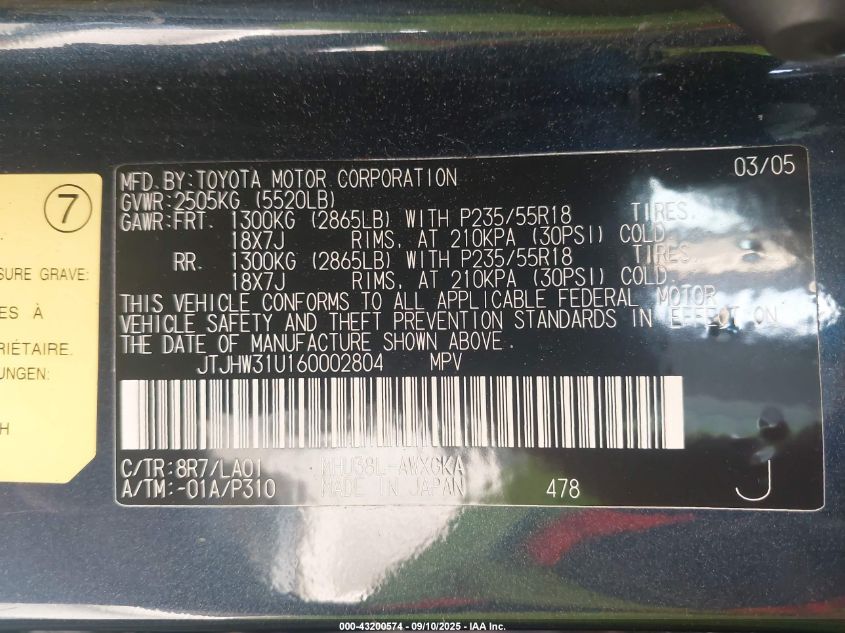 7
SURE GRAVE:
ES À
RIÉTAIRE.
UNGEN:
H
03/05
MFD.BY:TOYOTA MOTOR CORPORATION
GVWR:2505KG (5520LB)
GAWR:FRT. 1300KG (2865LB) WITH P235/55R18 TIRES,
18X7J RIMS, AT 210KPA (30PSI) COLD.
RR. 1300KG (2865LB) WITH P235/55R18 TIRES,
18X7J RIMS, AT 210KPA (30PSI) COLD.
THIS VEHICLE CONFORMS TO ALL APPLICABLE FEDERAL MOTOR
VEHICLE SAFETY AND THEFT PREVENTION STANDARDS IN EFFECT ON
THE DATE OF MANUFACTURE SHOWN ABOVE.
JTJHW31U160002804 MPV
C/TR:8R7/LA01 MHU38L-AWXGKA
A/TM:-01A/P310 MADE IN JAPAN 478 J
000-43200574 - 09/10/2025 - IAA Inc.